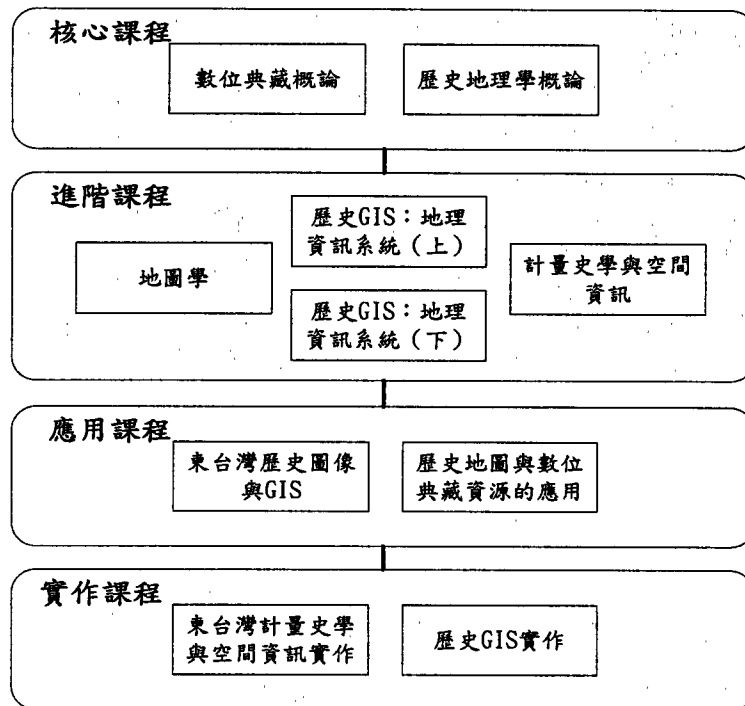 核心課程
數位典藏概論
歷史地理學概論
進階課程
地圖學
歷史GIS：地理
資訊系統（上）
歷史GIS：地理
資訊系統（下）
計量史學與空間
資訊
應用課程
東台灣歷史圖像
與GIS
歷史地圖與數位
典藏資源的應用
實作課程
東台灣計量史學
與空間資訊實作
歷史GIS實作